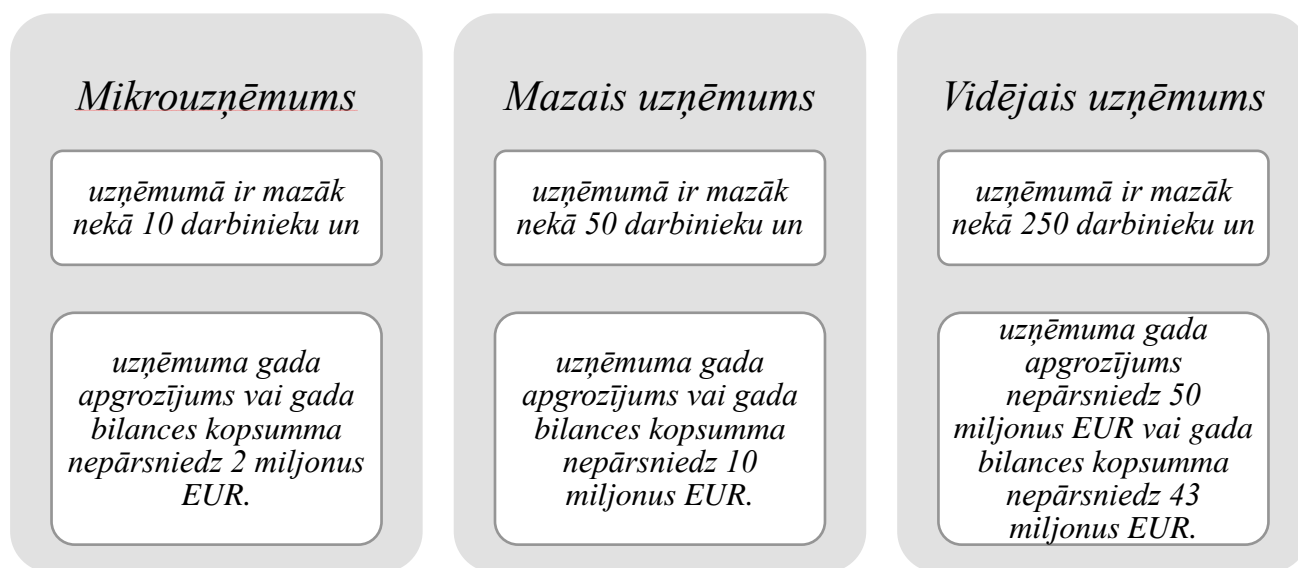 Mikrouzņēmums
uzņēmumā ir mazāk
nekā 10 darbinieku un
uzņēmuma gada
apgrozījums vai gada
bilances kopsumma
nepārsniedz 2 miljonus
EUR.
Mazais uzņēmums
uzņēmumā ir mazāk
nekā 50 darbinieku un
uzņēmuma gada
apgrozījums vai gada
bilances kopsumma
nepārsniedz 10
miljonus EUR.
Vidējais uzņēmums
uzņēmumā ir mazāk
nekā 250 darbinieku un
uzņēmuma gada
apgrozījums
nepārsniedz 50
miljonus EUR vai gada
bilances kopsumma
nepārsniedz 43
miljonus EUR.